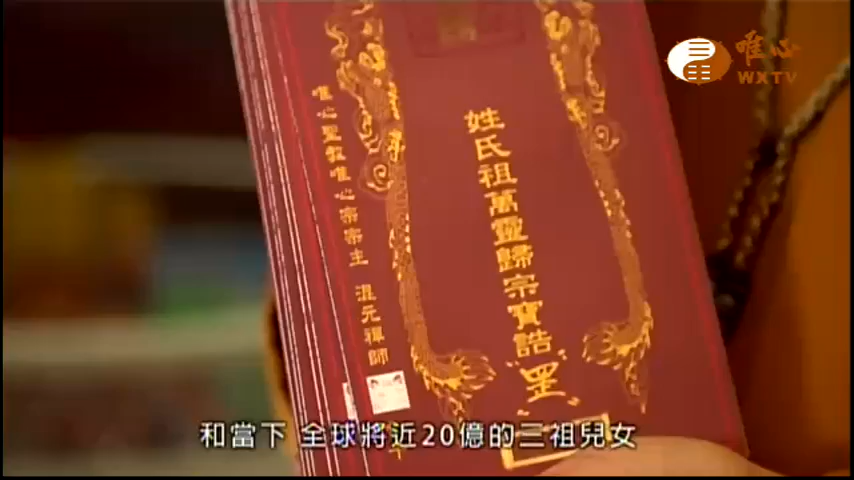 唯心
WXTV
姓氏祖萬靈歸宗寶誥
唯心聖教唯心宗宗主 混元禪師
和當下 全球將近20億的三祖兒女